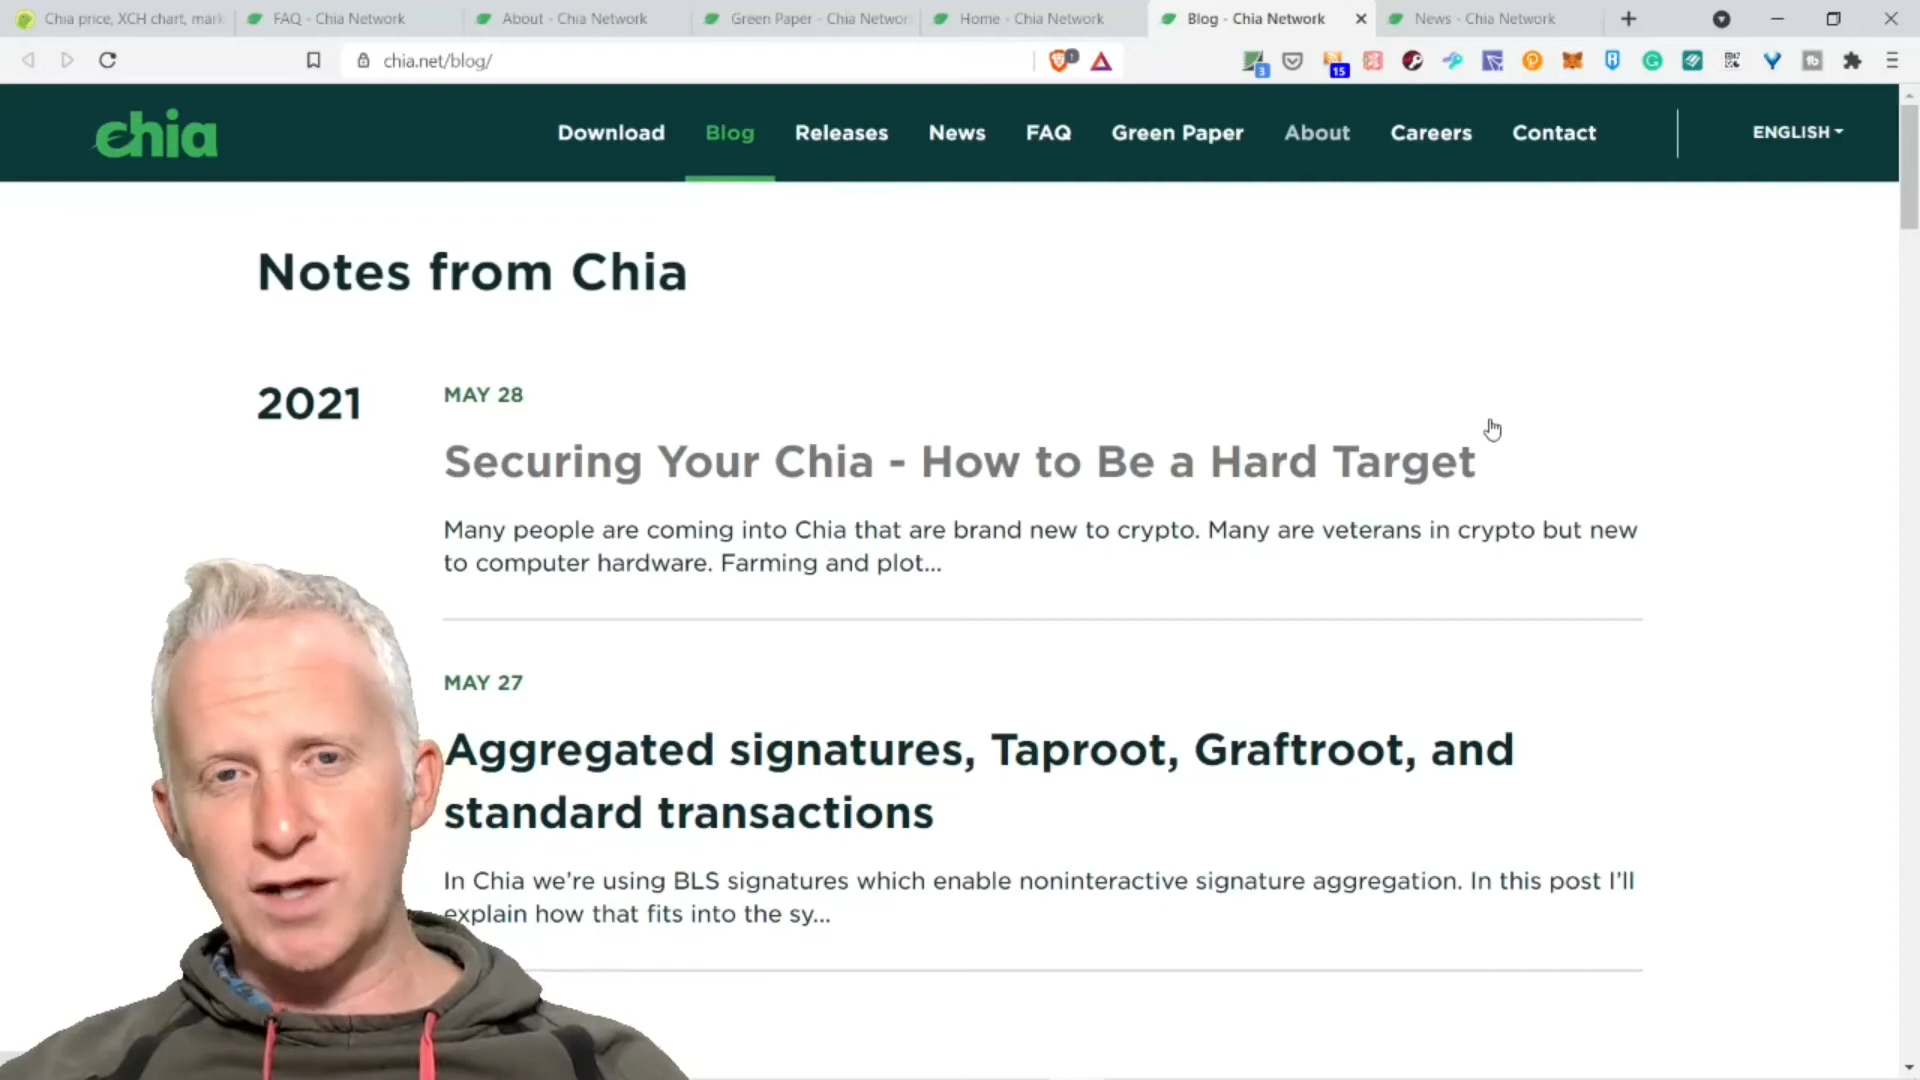 Chia price, XCH chart, mark
FAQ - Chia Network
About - Chia Network
Green Paper - Chia Networ
Home - Chia Network
Blog - Chia Network
News - Chia Network
chia.net/blog/
1
3
15
chia
Download
Blog
Releases
News
FAQ
Green Paper
About
Careers
Contact
ENGLISH
Notes from Chia
2021
MAY 28
Securing Your Chia - How to Be a Hard Target
Many people are coming into Chia that are brand new to crypto. Many are veterans in crypto but new
to computer hardware. Farming and plot...
MAY 27
Aggregated signatures, Taproot, Graftroot, and
standard transactions
In Chia we’re using BLS signatures which enable noninteractive signature aggregation. In this post I’ll
explain how that fits into the sy...